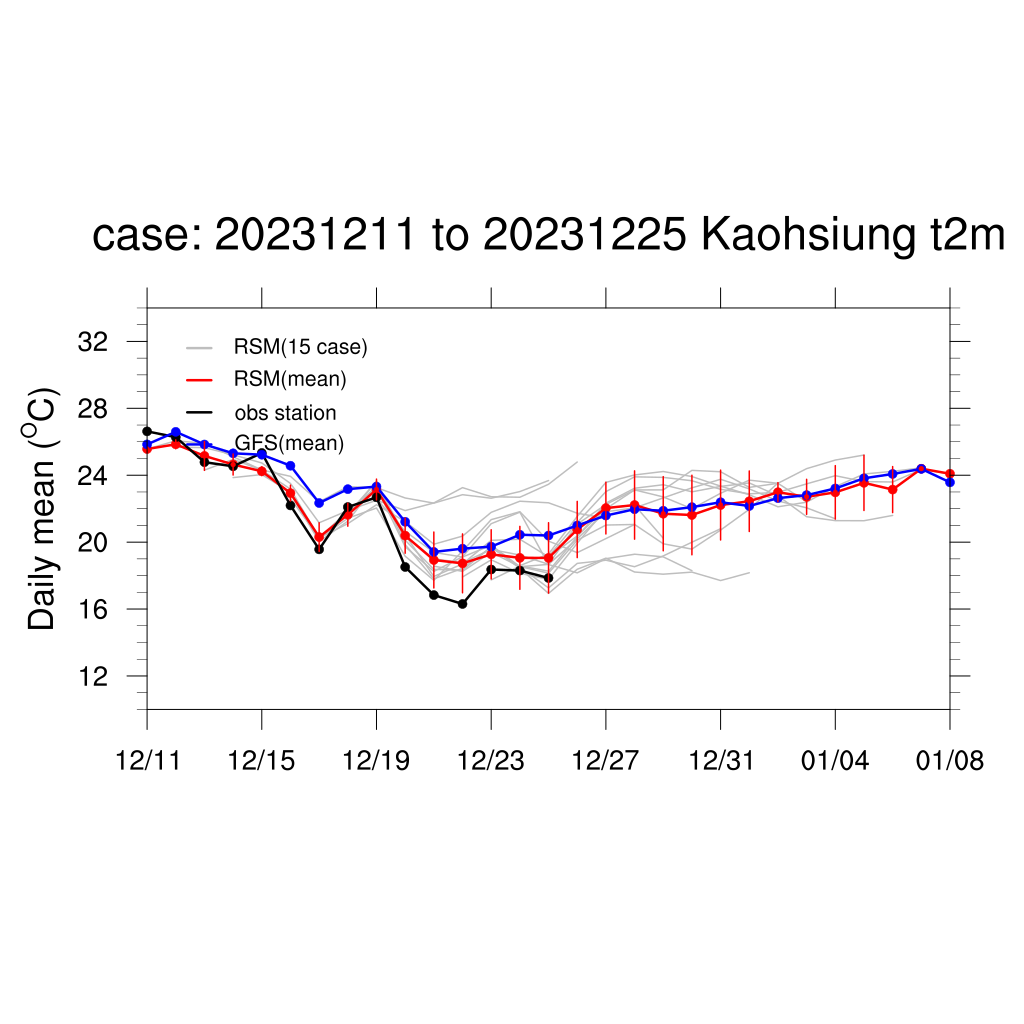 case: 20231211 to 20231225 Kaohsiung t2m
Daily mean (OC)
32
28
24
20
16
12
RSM(15 case)
RSM(mean)
obs station
GFS(mean)
12/11 12/15 12/19 12/23 12/27 12/31 01/04 01/08